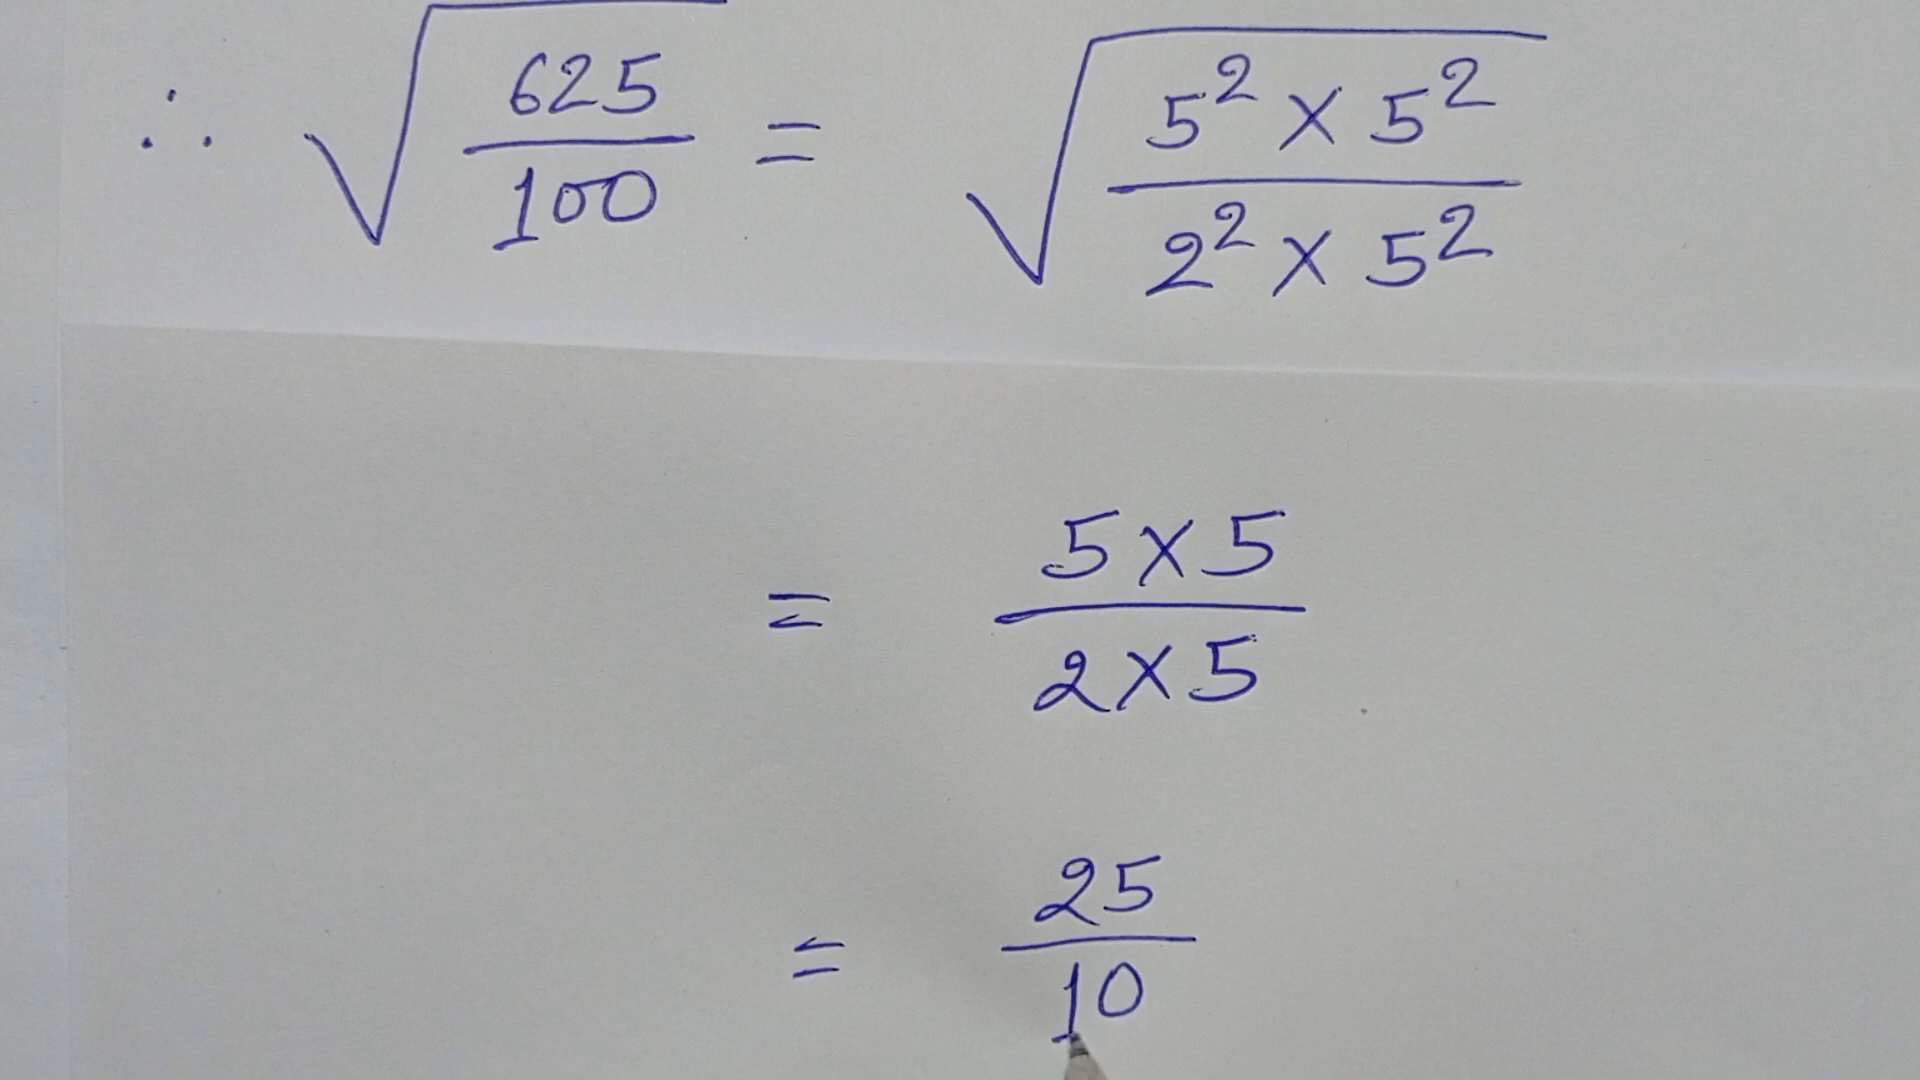 ∴ √(625/100) = √((5² × 5²)/(2² × 5²))
= (5 × 5)/(2 × 5)
= 25/10